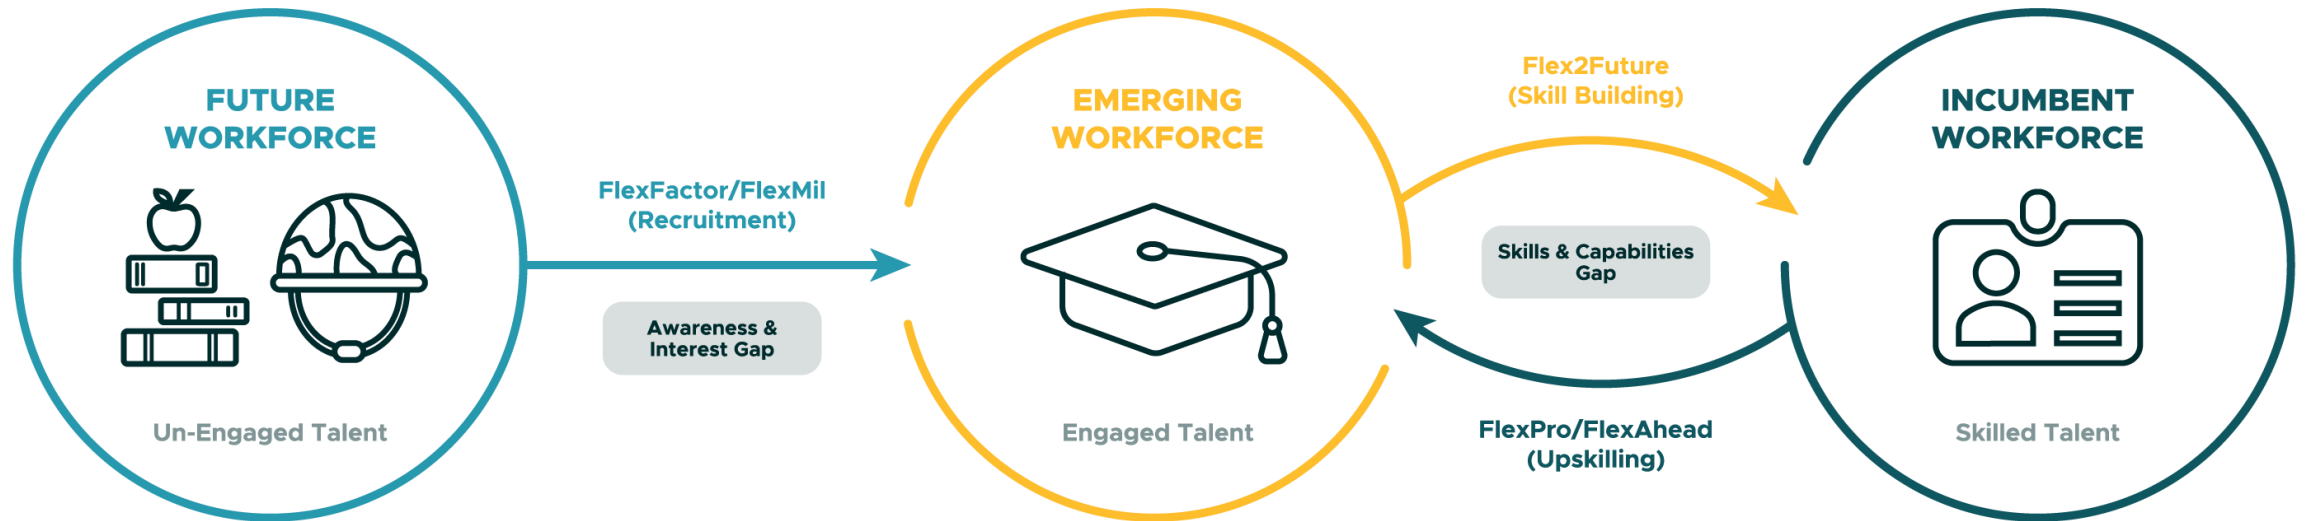 FUTURE
WORKFORCE
Un-Engaged Talent
FlexFactor/FlexMil
(Recruitment)
Awareness &
Interest Gap
EMERGING
WORKFORCE
Engaged Talent
Flex2Future
(Skill Building)
Skills & Capabilities
Gap
FlexPro/FlexAhead
(Upskilling)
INCUMBENT
WORKFORCE
Skilled Talent